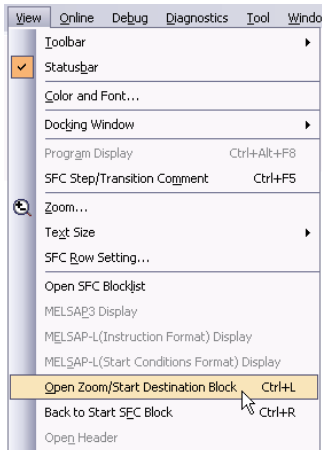 View Online Debug Diagnostics Tool Windo
Toolbar
Statusbar
Color and Font...
Docking Window
Program Display Ctrl+Alt+F8
SFC Step/Transition Comment Ctrl+F5
Zoom...
Text Size
SFC Row Setting...
Open SFC Blocklist
MELSAP3 Display
MELSAP-L(Instruction Format) Display
MELSAP-L(Start Conditions Format) Display
Open Zoom/Start Destination Block Ctrl+L
Back to Start SFC Block Ctrl+R
Open Header